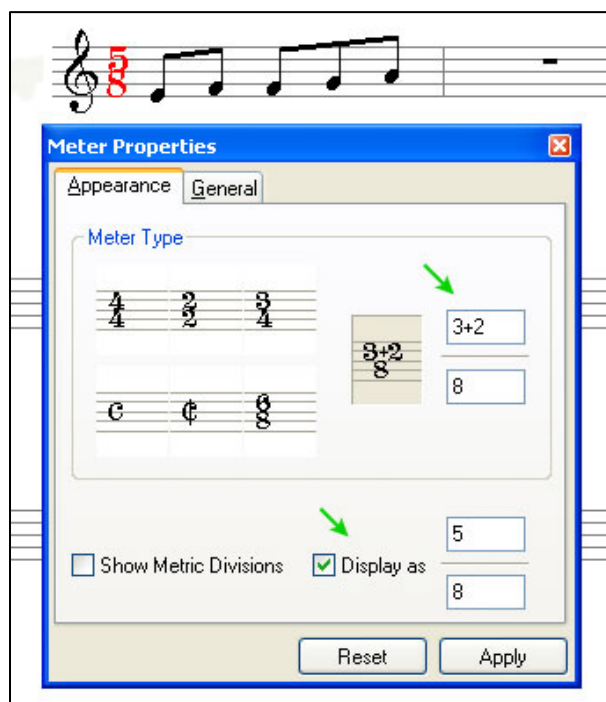 5
8
Meter Properties
Appearance General
Meter Type
4 2 3
4 2 4
3+2
8
3+2
8
C ¢ 6
8
5
Show Metric Divisions Display as
8
Reset Apply